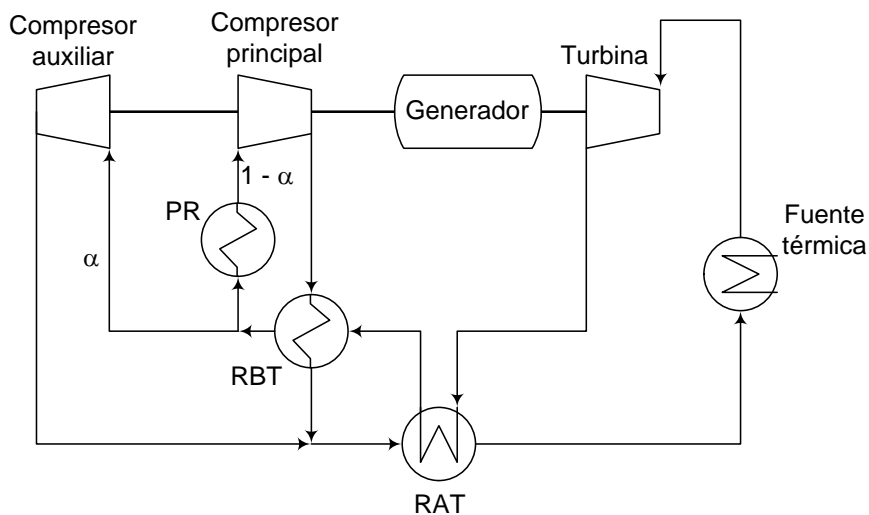 Compresor
auxiliar
Compresor
principal
Turbina
Generador
1 - α
PR
α
Fuente
térmica
RBT
RAT